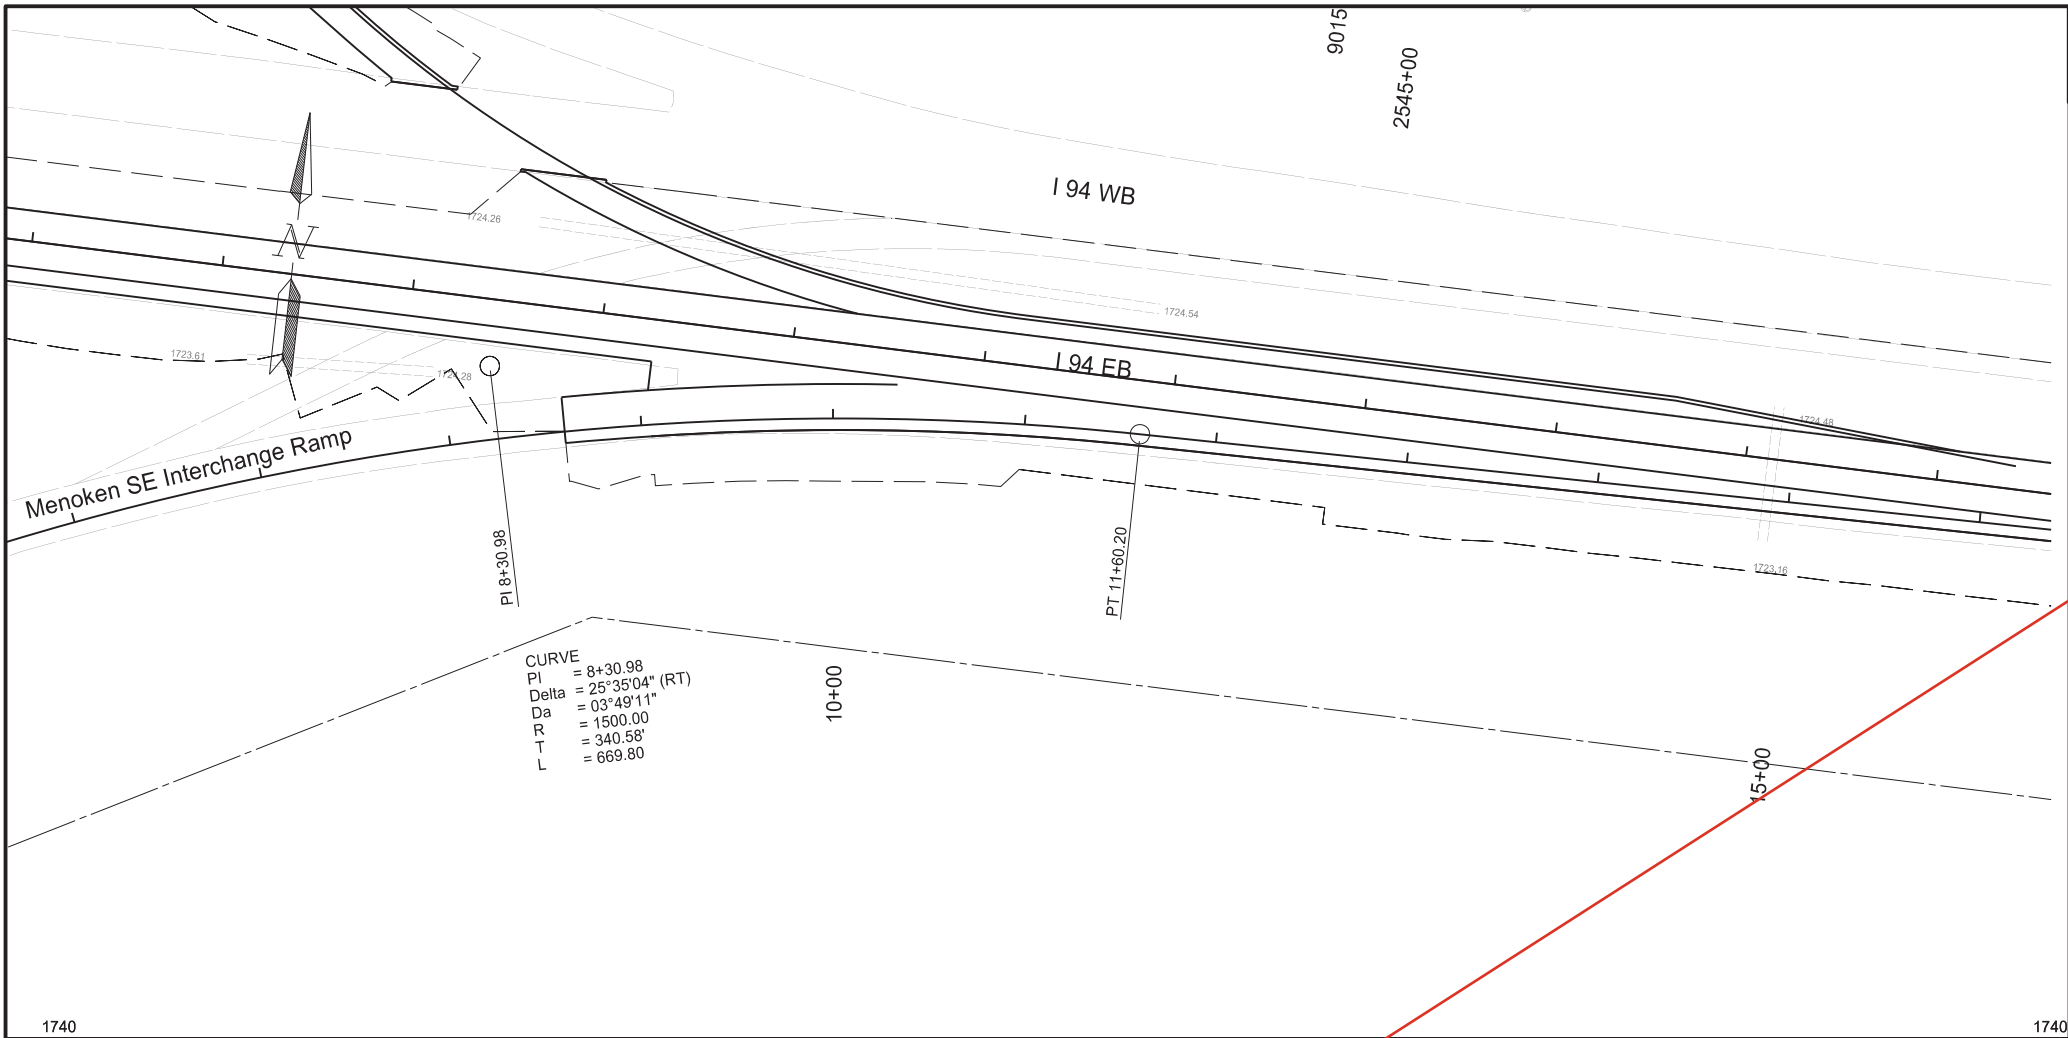 9015
2545+00
I 94 WB
1724.26
N
1724.54
1723.61
1724.28
I 94 EB
1724.48
Menoken SE Interchange Ramp
PI 8+30.98
PT 11+60.20
1723.16
CURVE
PI = 8+30.98
Delta = 25°35'04" (RT)
Da = 03°49'11"
R = 1500.00
T = 340.58'
L = 669.80
10+00
15+00
1740
1740